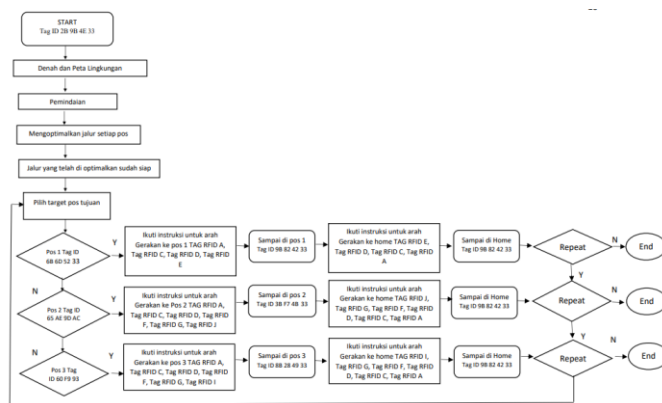 START
Tag ID 2B 9B 4E 33
Denah dan Peta Lingkungan
Pemindaian
Mengoptimalkan jalur setiap pos
Jalur yang telah di optimalkan sudah siap
Pilih target pos tujuan
Pos 1 Tag ID
6B 6D 52 33
Y
N
Ikuti instruksi untuk arah
Gerakan ke pos 1 TAG RFID A,
Tag RFID C, Tag RFID D, Tag RFID
E
Sampai di pos 1
Tag ID 9B 82 42 33
Ikuti instruksi untuk arah
Gerakan ke home TAG RFID E,
Tag RFID D, Tag RFID C, Tag RFID
A
Sampai di Home
Tag ID 9B 82 42 33
Repeat
N
End
Y
Pos 2 Tag ID
65 AE 9D AC
Y
N
Ikuti instruksi untuk arah
Gerakan ke Pos 2 TAG RFID A,
Tag RFID C, Tag RFID D, Tag RFID
F, Tag RFID G, Tag RFID J
Sampai di pos 2
Tag ID 3B F7 4B 33
Ikuti instruksi untuk arah
Gerakan ke home TAG RFID J,
Tag RFID G, Tag RFID F, Tag RFID
D, Tag RFID C, Tag RFID A
Sampai di Home
Tag ID 9B 82 42 33
Repeat
N
End
Y
Pos 3 Tag
ID 60 F3 93
Y
Ikuti instruksi untuk arah
Gerakan ke pos 3 TAG RFID A,
Tag RFID C, Tag RFID D, Tag RFID
F, Tag RFID G, Tag RFID I
Sampai di pos 3
Tag ID 8B 28 49 33
Ikuti instruksi untuk arah
Gerakan ke home TAG RFID I,
Tag RFID G, Tag RFID F, Tag RFID
D, Tag RFID C, Tag RFID A
Sampai di Home
Tag ID 9B 82 42 33
Repeat
N
End